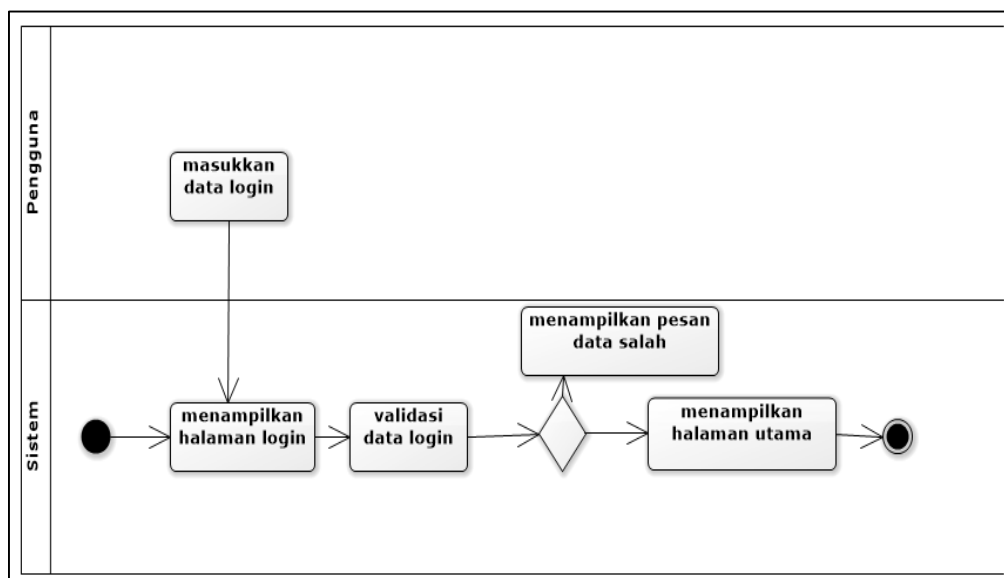 Pengguna
masukkan
data login
Sistem
menampilkan pesan
data salah
menampilkan
halaman login
validasi
data login
menampilkan
halaman utama